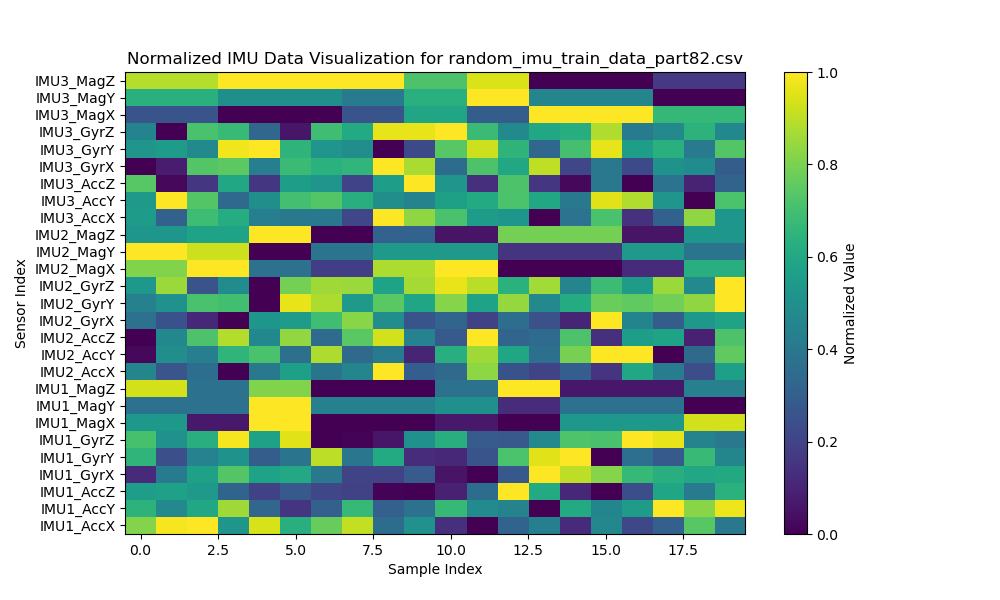 Normalized IMU Data Visualization for random_imu_train_data_part82.csv
IMU3_MagZ
IMU3_MagY
IMU3_MagX
IMU3_GyrZ
IMU3_GyrY
IMU3_GyrX
IMU3_AccZ
IMU3_AccY
IMU3_AccX
IMU2_MagZ
IMU2_MagY
IMU2_MagX
IMU2_GyrZ
IMU2_GyrY
IMU2_GyrX
IMU2_AccZ
IMU2_AccY
IMU2_AccX
IMU1_MagZ
IMU1_MagY
IMU1_MagX
IMU1_GyrZ
IMU1_GyrY
IMU1_GyrX
IMU1_AccZ
IMU1_AccY
IMU1_AccX
Sensor Index
0.0 2.5 5.0 7.5 10.0 12.5 15.0 17.5
Sample Index
1.0
0.8
0.6
0.4
0.2
0.0
Normalized Value